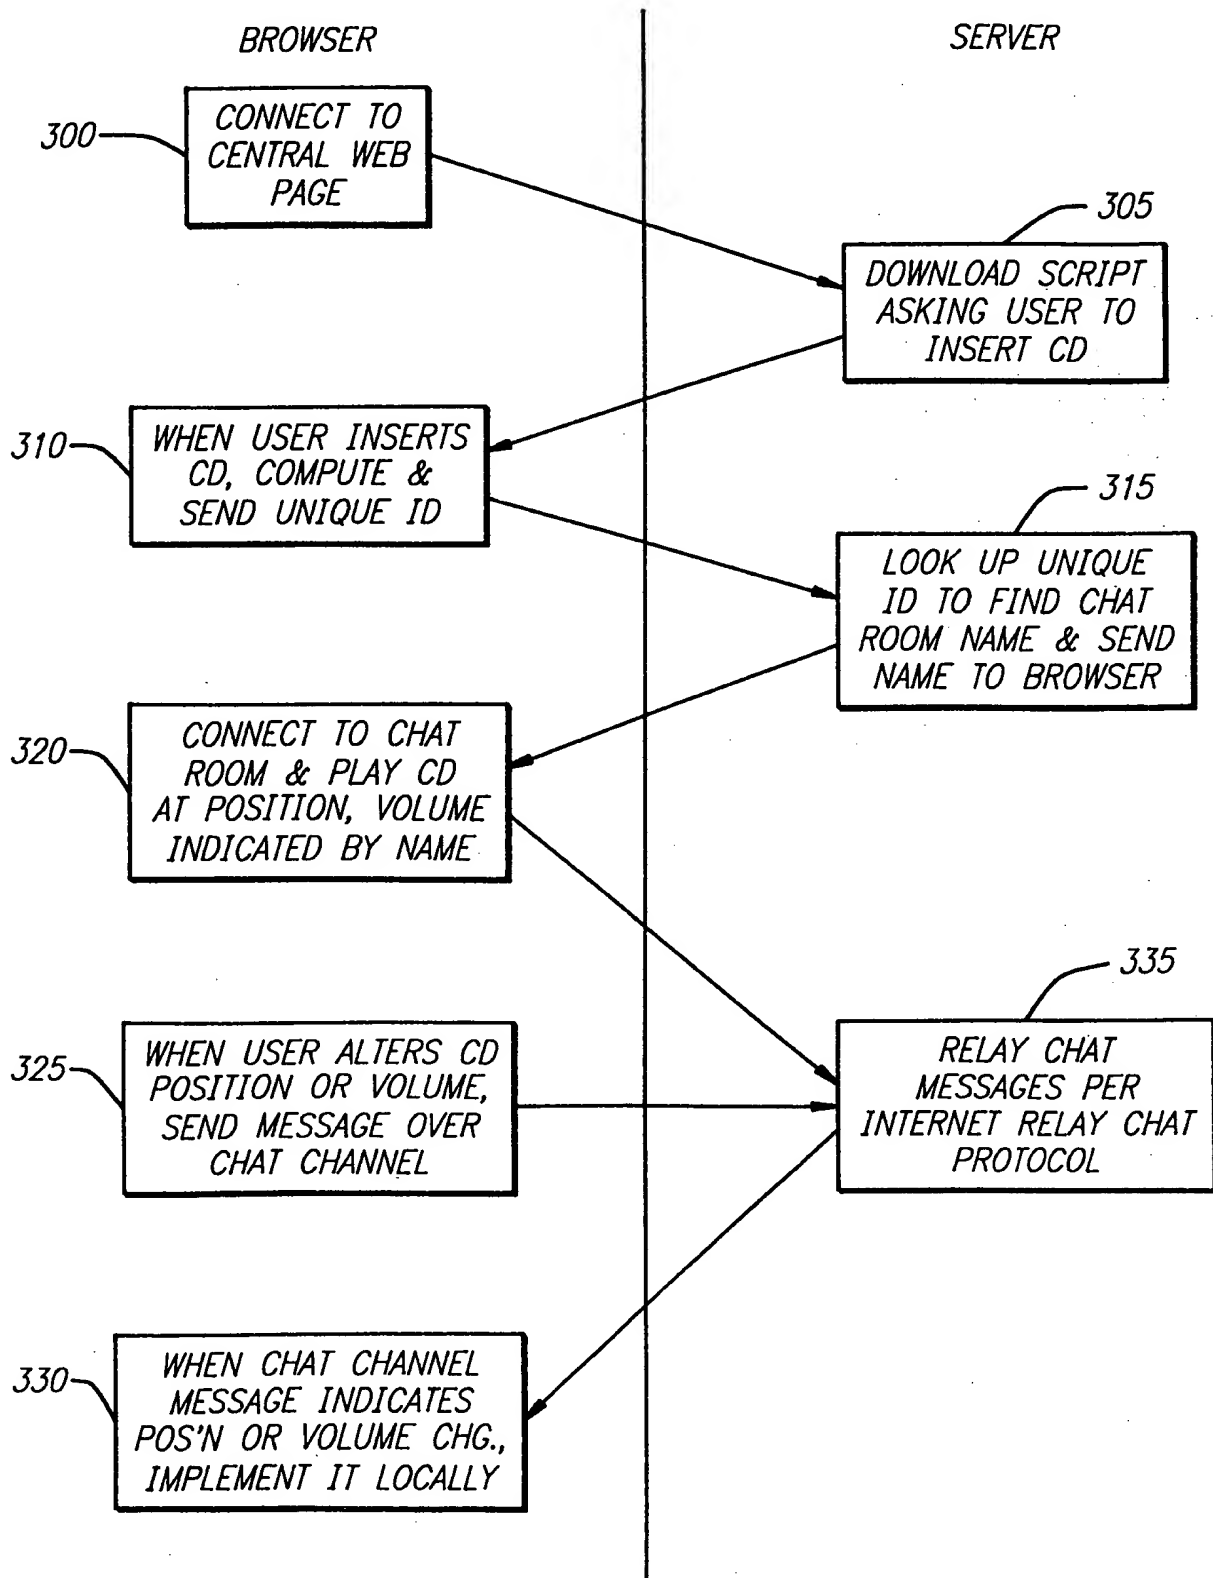 BROWSER
SERVER
300
CONNECT TO
CENTRAL WEB
PAGE
305
DOWNLOAD SCRIPT
ASKING USER TO
INSERT CD
310
WHEN USER INSERTS
CD, COMPUTE &
SEND UNIQUE ID
315
LOOK UP UNIQUE
ID TO FIND CHAT
ROOM NAME & SEND
NAME TO BROWSER
320
CONNECT TO CHAT
ROOM & PLAY CD
AT POSITION, VOLUME
INDICATED BY NAME
325
WHEN USER ALTERS CD
POSITION OR VOLUME,
SEND MESSAGE OVER
CHAT CHANNEL
335
RELAY CHAT
MESSAGES PER
INTERNET RELAY CHAT
PROTOCOL
330
WHEN CHAT CHANNEL
MESSAGE INDICATES
POS'N OR VOLUME CHG.,
IMPLEMENT IT LOCALLY